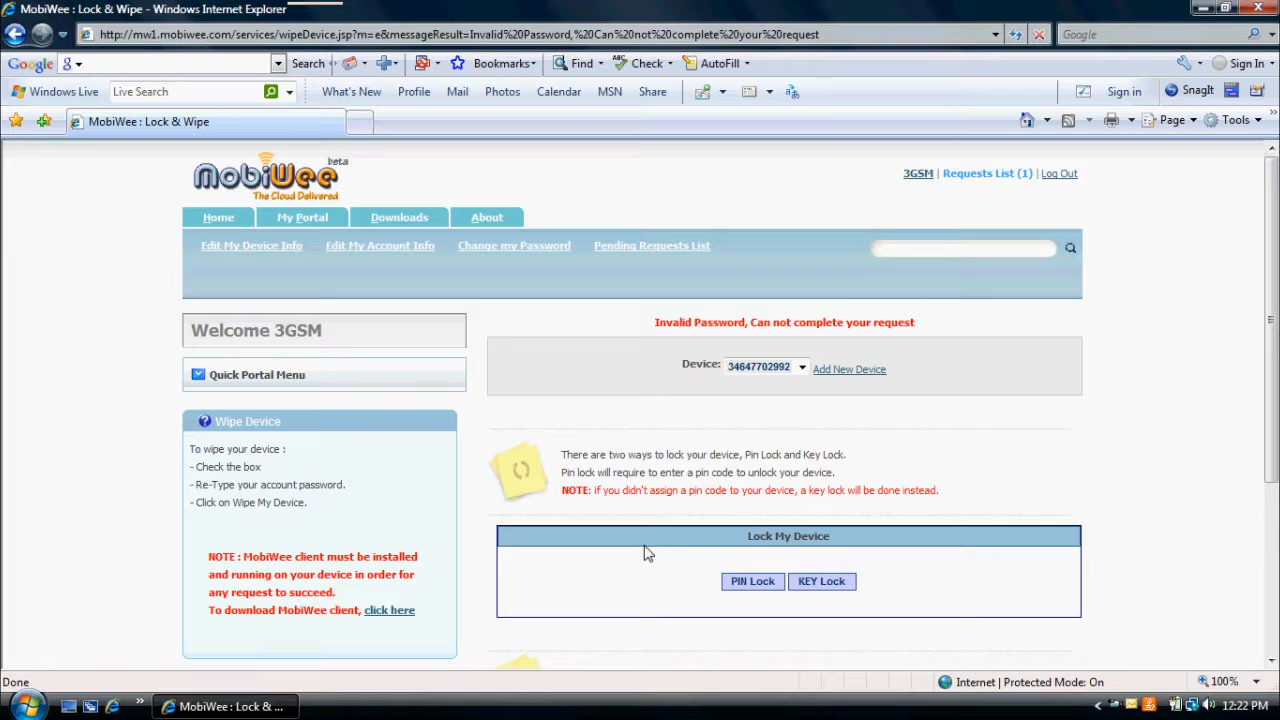 MobiWee : Lock & Wipe - Windows Internet Explorer
http://mw1.mobiwee.com/services/wipeDevice.jsp?m=e&messageResult=Invalid%20Password,%20Can%20not%20complete%20your%20request
Google
Google
Search
Bookmarks
Find
Check
AutoFill
Sign In
Windows Live
Live Search
What's New
Profile
Mail
Photos
Calendar
MSN
Share
Sign in
SnagIt
MobiWee : Lock & Wipe
Page
Tools
MobiWee beta
The Cloud Delivered
3GSM | Requests List (1) | Log Out
Home
My Portal
Downloads
About
Edit My Device Info
Edit My Account Info
Change my Password
Pending Requests List
Welcome 3GSM
Invalid Password, Can not complete your request
Quick Portal Menu
Device: 34647702992 Add New Device
Wipe Device
To wipe your device :
- Check the box
- Re-Type your account password.
- Click on Wipe My Device.
NOTE : MobiWee client must be installed
and running on your device in order for
any request to succeed.
To download MobiWee client, click here
There are two ways to lock your device, Pin Lock and Key Lock.
Pin lock will require to enter a pin code to unlock your device.
NOTE: if you didn't assign a pin code to your device, a key lock will be done instead.
Lock My Device
PIN Lock
KEY Lock
Done
Internet | Protected Mode: On
100%
MobiWee : Lock & ...
12:22 PM